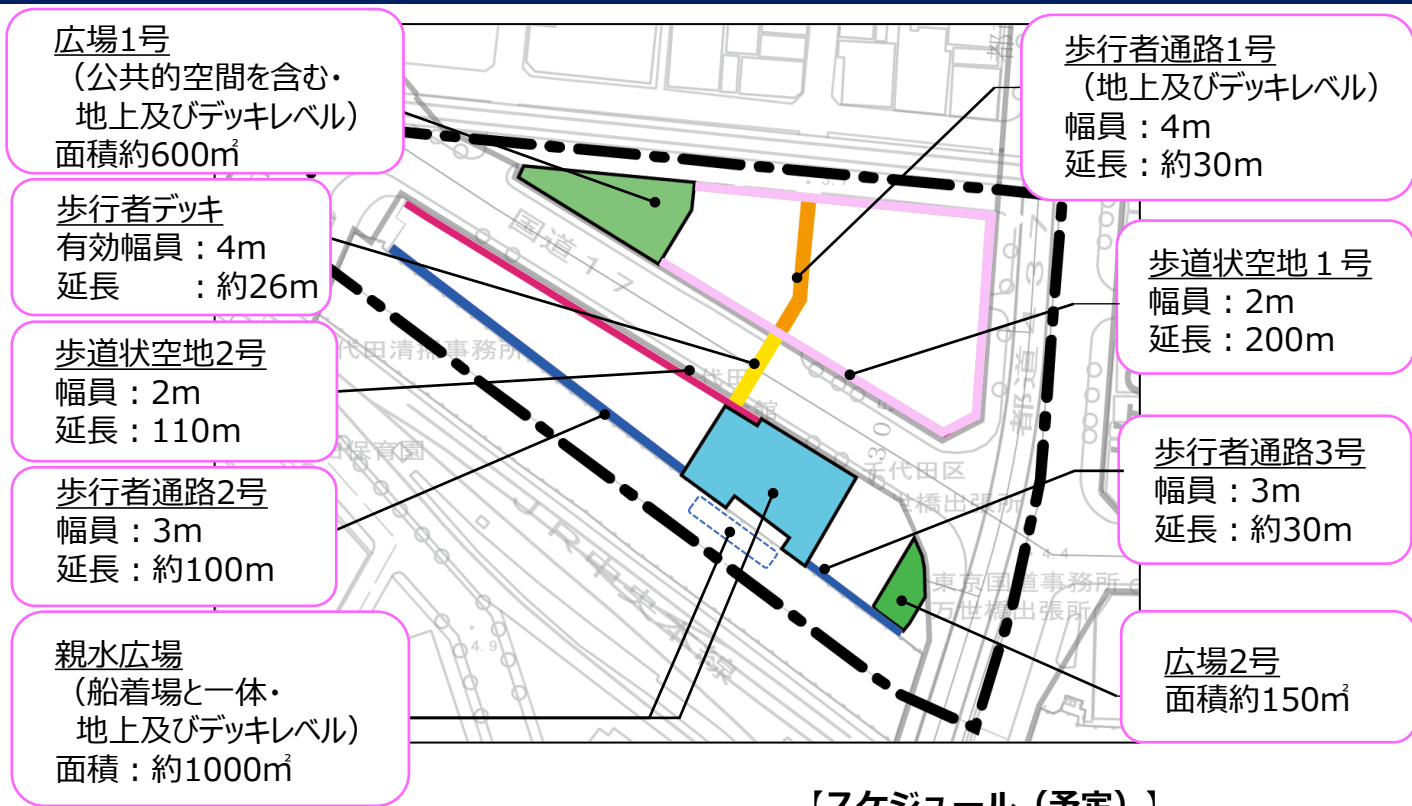 広場1号
（公共的空間を含む・
地上及びデッキレベル）
面積約600㎡
歩行者デッキ
有効幅員：4m
延長　　：約26m
歩道状空地2号
幅員：2m
延長：110m
歩行者通路2号
幅員：3m
延長：約100m
親水広場
（船着場と一体・
地上及びデッキレベル）
面積：約1000㎡
歩行者通路1号
（地上及びデッキレベル）
幅員：4m
延長：約30m
歩道状空地１号
幅員：2m
延長：200m
歩行者通路3号
幅員：3m
延長：約30m
広場2号
面積約150㎡
国道17
都道437
代田清掃事務所
代田
館
保育園
千代田区
世橋出張所
東京国道事務所
万世橋出張所
JR中央本線
4.9
4.4
【スケジュール（予定）】